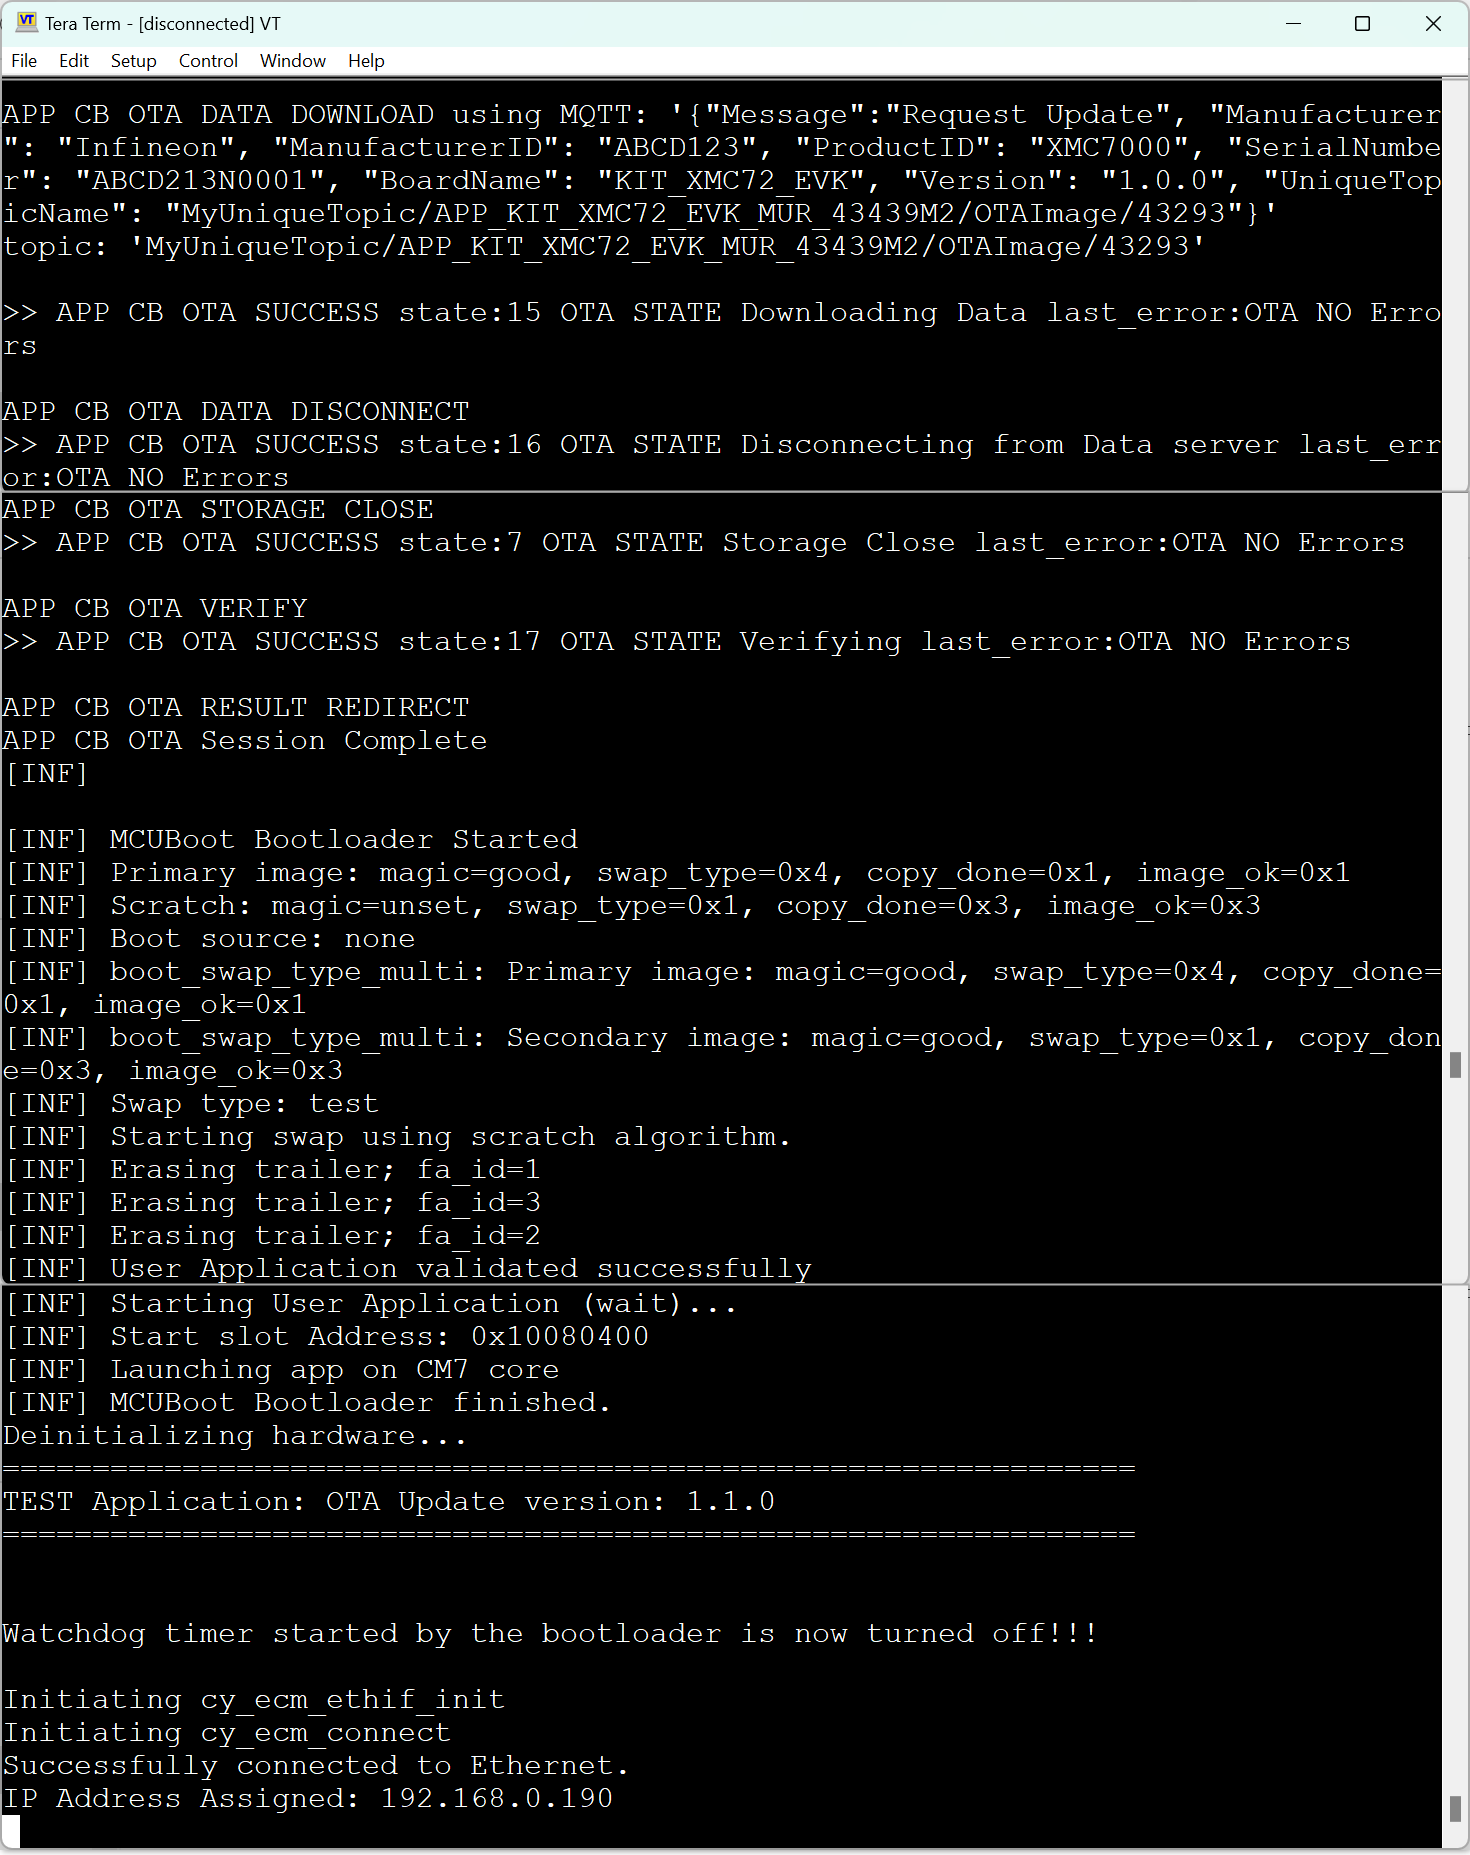 Tera Term - [disconnected] VT
File Edit Setup Control Window Help
APP CB OTA DATA DOWNLOAD using MQTT: '{"Message":"Request Update", "Manufacturer
": "Infineon", "ManufacturerID": "ABCD123", "ProductID": "XMC7000", "SerialNumbe
r": "ABCD213N0001", "BoardName": "KIT_XMC72_EVK", "Version": "1.0.0", "UniqueTop
icName": "MyUniqueTopic/APP_KIT_XMC72_EVK_MUR_43439M2/OTAImage/43293"}'
topic: 'MyUniqueTopic/APP_KIT_XMC72_EVK_MUR_43439M2/OTAImage/43293'
>> APP CB OTA SUCCESS state:15 OTA STATE Downloading Data last_error:OTA NO Erro
rs
APP CB OTA DATA DISCONNECT
>> APP CB OTA SUCCESS state:16 OTA STATE Disconnecting from Data server last_err
or:OTA NO Errors
APP CB OTA STORAGE CLOSE
>> APP CB OTA SUCCESS state:7 OTA STATE Storage Close last_error:OTA NO Errors
APP CB OTA VERIFY
>> APP CB OTA SUCCESS state:17 OTA STATE Verifying last_error:OTA NO Errors
APP CB OTA RESULT REDIRECT
APP CB OTA Session Complete
[INF]
[INF] MCUBoot Bootloader Started
[INF] Primary image: magic=good, swap_type=0x4, copy_done=0x1, image_ok=0x1
[INF] Scratch: magic=unset, swap_type=0x1, copy_done=0x3, image_ok=0x3
[INF] Boot source: none
[INF] boot_swap_type_multi: Primary image: magic=good, swap_type=0x4, copy_done=
0x1, image_ok=0x1
[INF] boot_swap_type_multi: Secondary image: magic=good, swap_type=0x1, copy_don
e=0x3, image_ok=0x3
[INF] Swap type: test
[INF] Starting swap using scratch algorithm.
[INF] Erasing trailer; fa_id=1
[INF] Erasing trailer; fa_id=3
[INF] Erasing trailer; fa_id=2
[INF] User Application validated successfully
[INF] Starting User Application (wait)...
[INF] Start slot Address: 0x10080400
[INF] Launching app on CM7 core
[INF] MCUBoot Bootloader finished.
Deinitializing hardware...
===============================================================
TEST Application: OTA Update version: 1.1.0
===============================================================
Watchdog timer started by the bootloader is now turned off!!!
Initiating cy_ecm_ethif_init
Initiating cy_ecm_connect
Successfully connected to Ethernet.
IP Address Assigned: 192.168.0.190